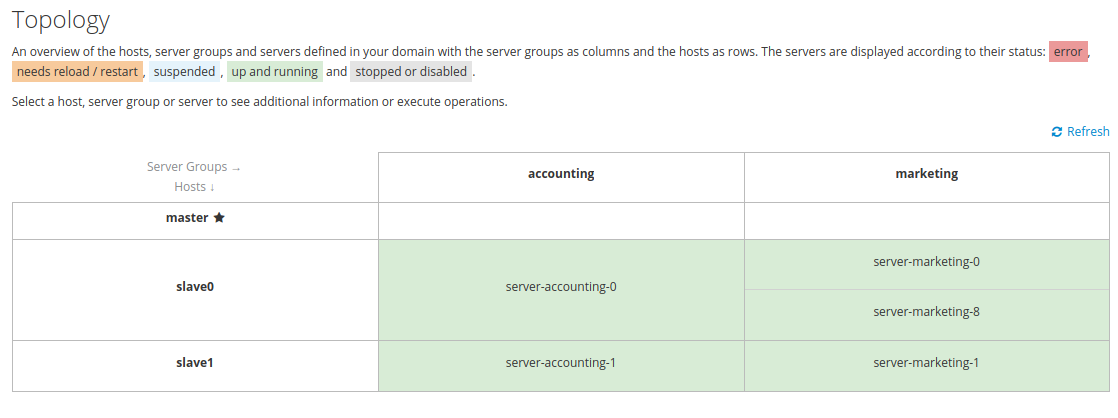 Topology
An overview of the hosts, server groups and servers defined in your domain with the server groups as columns and the hosts as rows. The servers are displayed according to their status: error ,
needs reload / restart , suspended , up and running and stopped or disabled .
Select a host, server group or server to see additional information or execute operations.
Refresh
Server Groups →
Hosts ↓
accounting
marketing
master ★
slave0
server-accounting-0
server-marketing-0
server-marketing-8
slave1
server-accounting-1
server-marketing-1